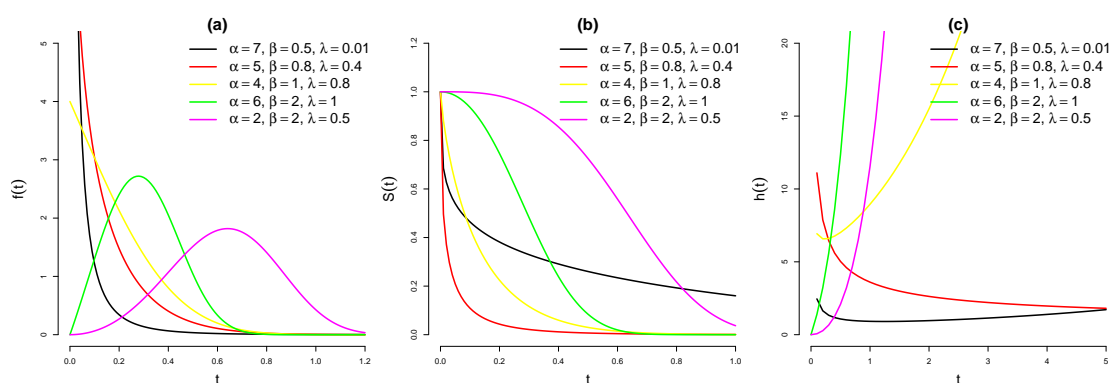 (a)
α = 7, β = 0.5, λ = 0.01
α = 5, β = 0.8, λ = 0.4
α = 4, β = 1, λ = 0.8
α = 6, β = 2, λ = 1
α = 2, β = 2, λ = 0.5
f(t)
5
4
3
2
1
0
0.0 0.2 0.4 0.6 0.8 1.0 1.2
t
(b)
α = 7, β = 0.5, λ = 0.01
α = 5, β = 0.8, λ = 0.4
α = 4, β = 1, λ = 0.8
α = 6, β = 2, λ = 1
α = 2, β = 2, λ = 0.5
S(t)
1.2
1.0
0.8
0.6
0.4
0.2
0.0
0.0 0.2 0.4 0.6 0.8 1.0
t
(c)
α = 7, β = 0.5, λ = 0.01
α = 5, β = 0.8, λ = 0.4
α = 4, β = 1, λ = 0.8
α = 6, β = 2, λ = 1
α = 2, β = 2, λ = 0.5
h(t)
20
15
10
5
0
0 1 2 3 4 5
t